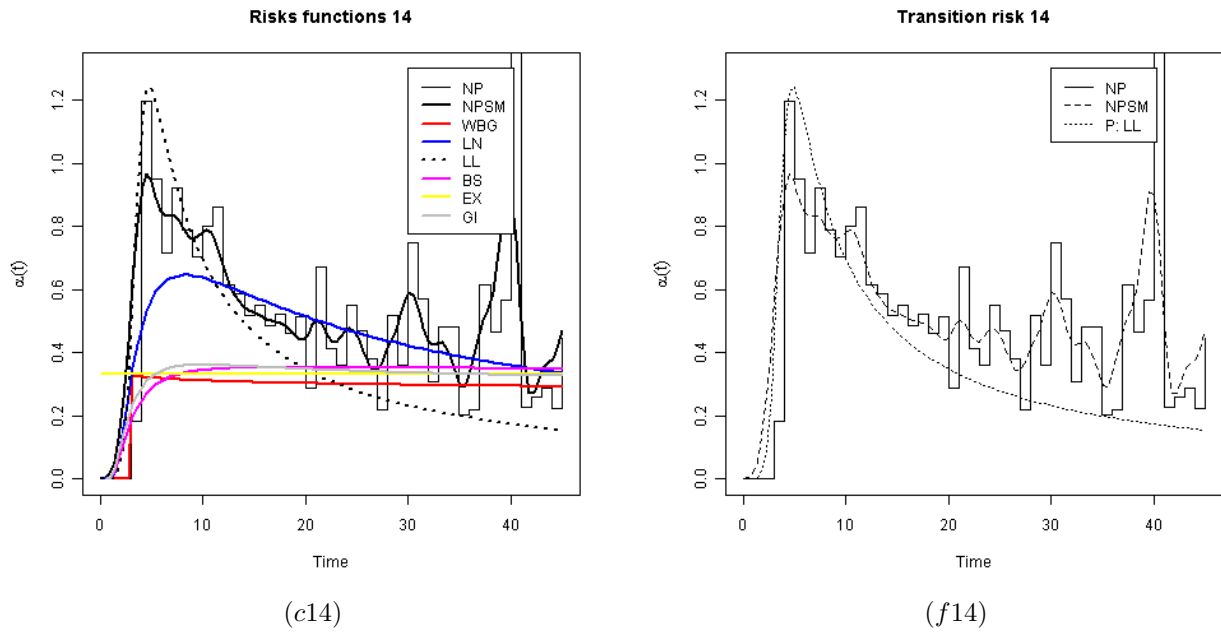 Risks functions 14
α(t)
1.2
1.0
0.8
0.6
0.4
0.2
0.0
NP
NPSM
WBG
LN
LL
BS
EX
GI
0 10 20 30 40
Time
(c14)
Transition risk 14
α(t)
1.2
1.0
0.8
0.6
0.4
0.2
0.0
NP
NPSM
P: LL
0 10 20 30 40
Time
(f14)